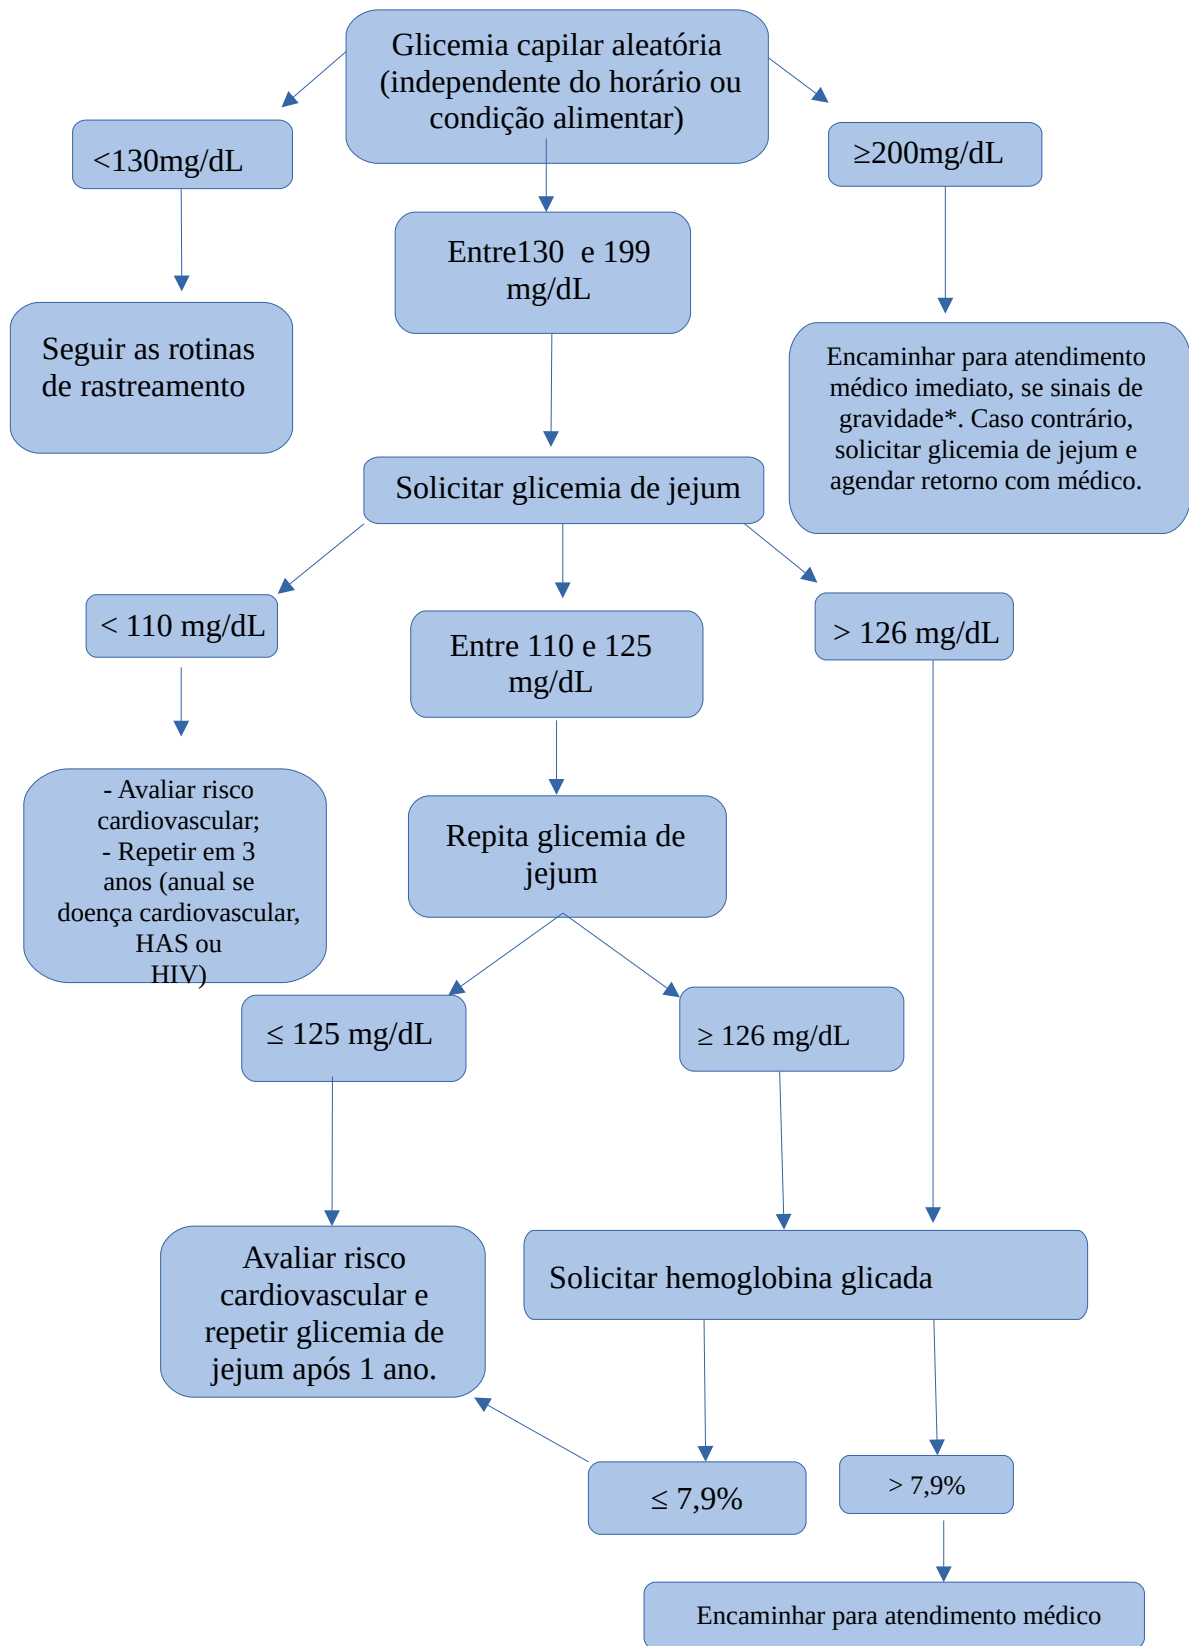 Glicemia capilar aleatória
(independente do horário ou
condição alimentar)
<130mg/dL
≥200mg/dL
Entre130  e 199
mg/dL
Seguir as rotinas
de rastreamento
Encaminhar para atendimento
médico imediato, se sinais de
gravidade*. Caso contrário,
solicitar glicemia de jejum e
agendar retorno com médico.
Solicitar glicemia de jejum
< 110 mg/dL
Entre 110 e 125
mg/dL
> 126 mg/dL
- Avaliar risco
cardiovascular;
- Repetir em 3
anos (anual se
doença cardiovascular,
HAS ou
HIV)
Repita glicemia de
jejum
≤ 125 mg/dL
≥ 126 mg/dL
Avaliar risco
cardiovascular e
repetir glicemia de
jejum após 1 ano.
Solicitar hemoglobina glicada
≤ 7,9%
> 7,9%
Encaminhar para atendimento médico